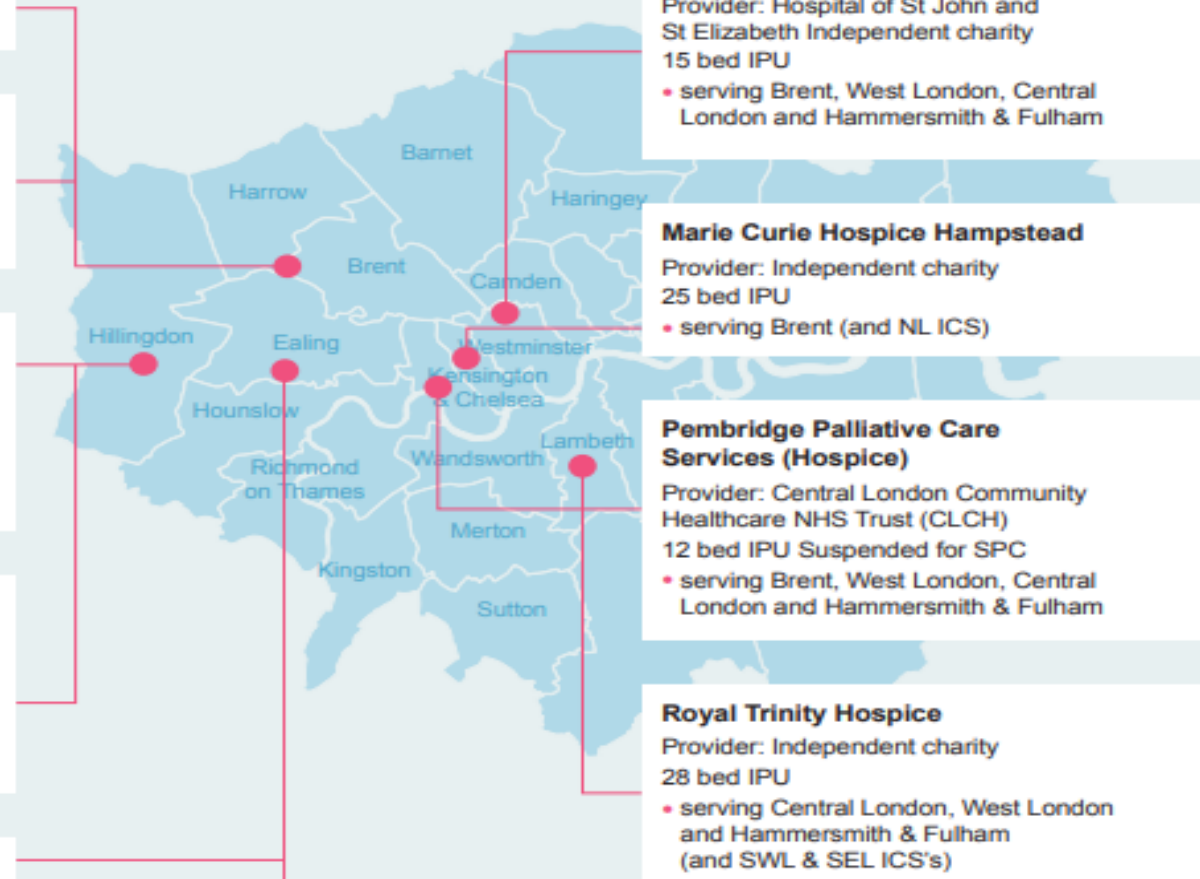 Provider: Hospital of St John and
St Elizabeth Independent charity
15 bed IPU
• serving Brent, West London, Central
London and Hammersmith & Fulham
Barnet
Harrow
Haringey
Brent
Camden
Hillingdon
Ealing
Westminster
Kensington
& Chelsea
Hounslow
Lambeth
Wandsworth
Richmond
on Thames
Merton
Kingston
Sutton
Marie Curie Hospice Hampstead
Provider: Independent charity
25 bed IPU
• serving Brent (and NL ICS)
Pembridge Palliative Care
Services (Hospice)
Provider: Central London Community
Healthcare NHS Trust (CLCH)
12 bed IPU Suspended for SPC
• serving Brent, West London, Central
London and Hammersmith & Fulham
Royal Trinity Hospice
Provider: Independent charity
28 bed IPU
• serving Central London, West London
and Hammersmith & Fulham
(and SWL & SEL ICS's)